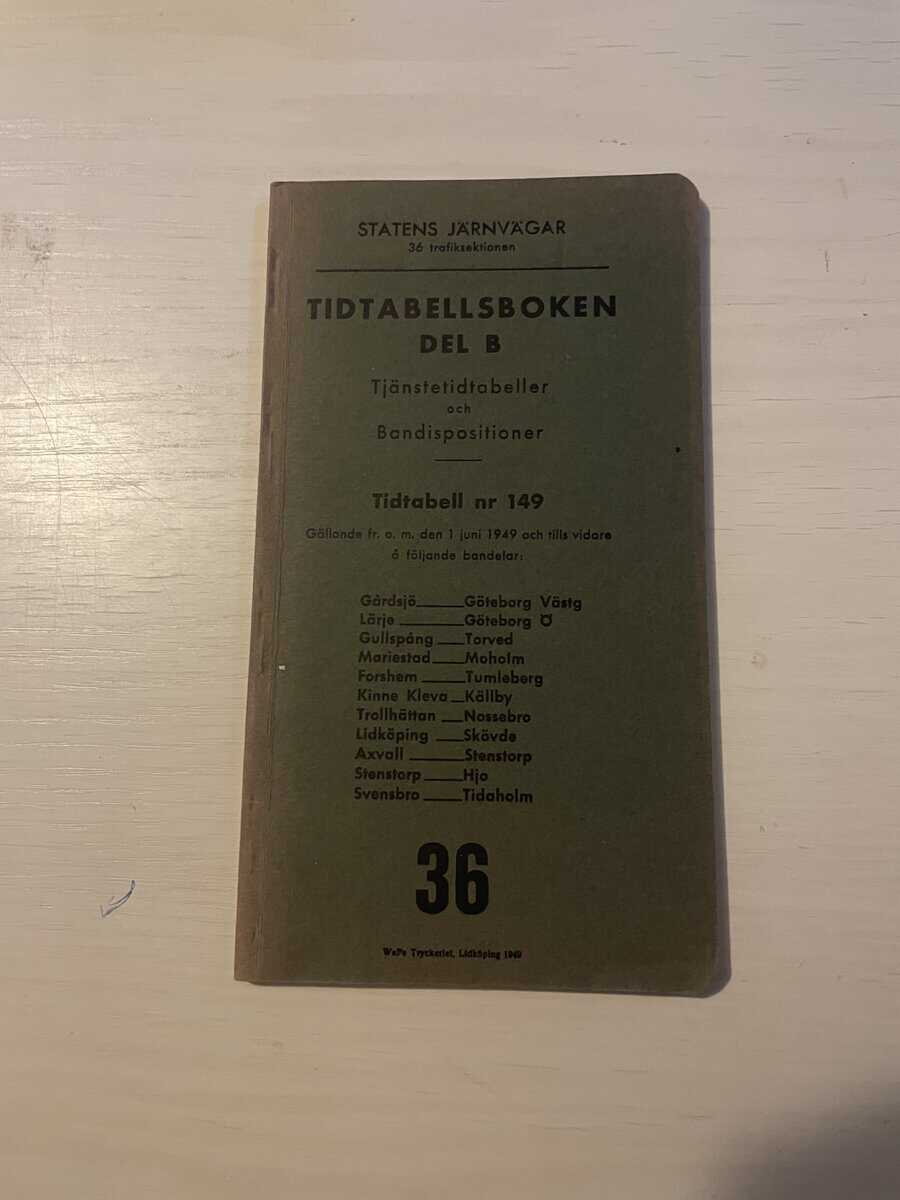 STATENS JÄRNVÄGAR
36 trafiksektionen
TIDTABELLSBOKEN
DEL B
Tjänstetidtabeller
och
Bandispositioner
Tidtabell nr 149
Gällande fr. o. m. den 1 juni 1949 och tills vidare
å följande bandelar:
Gårdsjö Göteborg Västg
Lärje Göteborg Ö
Gullspång Torved
Mariestad Moholm
Forshem Tumleberg
Kinne Kleva Källby
Trollhättan Nossebro
Lidköping Skövde
Axvall Stenstorp
Stenstorp Hjo
Svensbro Tidaholm
36
WePe Tryckeriet, Lidköping 1949